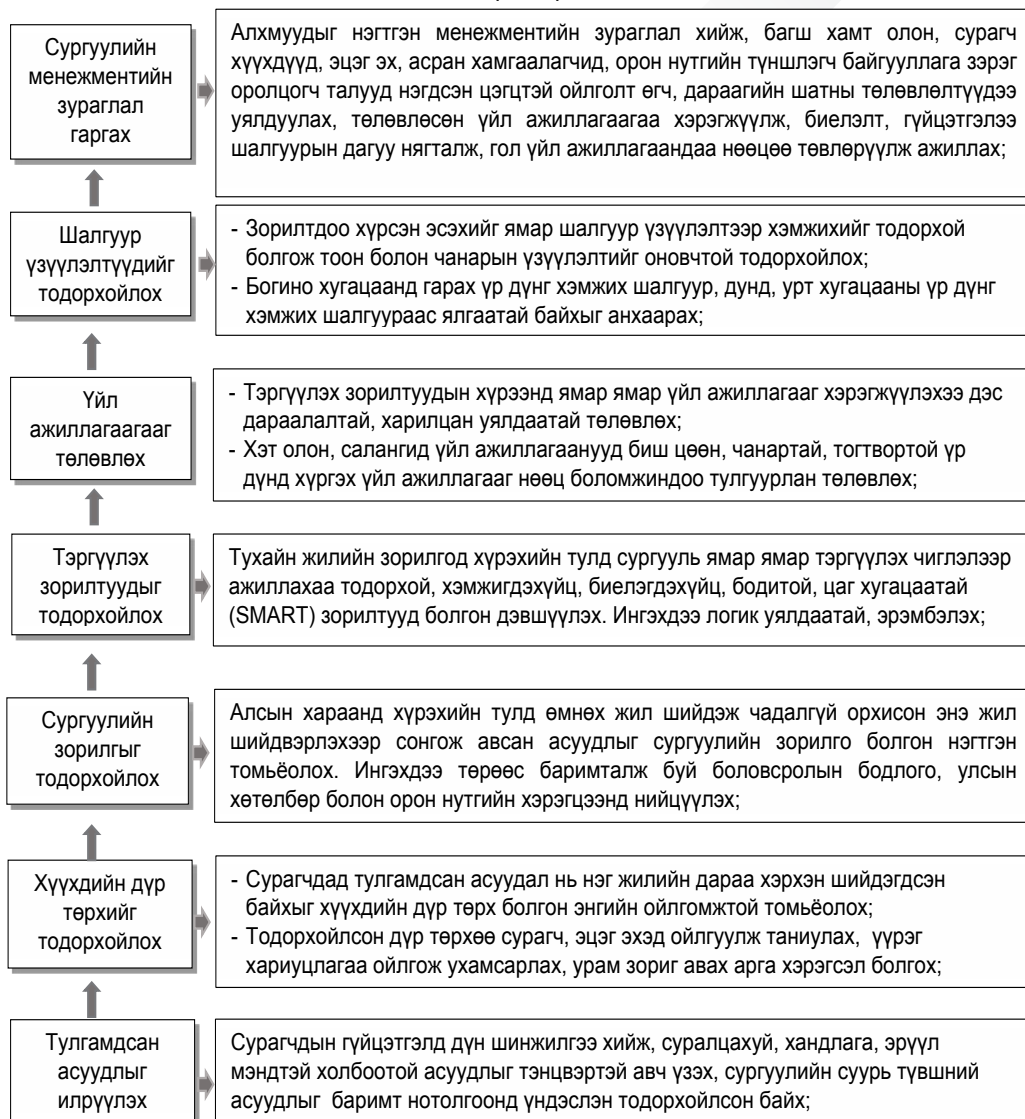 Сургуулийн
менежментийн
зураглал
гаргах
Алхмуудыг нэгтгэн менежментийн зураглал хийж, багш хамт олон, сурагч
хүүхдүүд, эцэг эх, асран хамгаалагчид, орон нутгийн түншлэгч байгууллага зэрэг
оролцогч талууд нэгдсэн цэгцтэй ойлголт өгч, дараагийн шатны төлөвлөлтүүдээ
уялдуулах, төлөвлөсөн үйл ажиллагаагаа хэрэгжүүлж, биелэлт, гүйцэтгэлээ
шалгуурын дагуу нягталж, гол үйл ажиллагаандаа нөөцөө төвлөрүүлж ажиллах;
Шалгуур
үзүүлэлтүүдийг
тодорхойлох
- Зорилтдоо хүрсэн эсэхийг ямар шалгуур үзүүлэлтээр хэмжихийг тодорхой
болгож тоон болон чанарын үзүүлэлтийг оновчтой тодорхойлох;
- Богино хугацаанд гарах үр дүнг хэмжих шалгуур, дунд, урт хугацааны үр дүнг
хэмжих шалгуураас ялгаатай байхыг анхаарах;
Үйл
ажиллагаагааг
төлөвлөх
- Тэргүүлэх зорилтуудын хүрээнд ямар ямар үйл ажиллагааг хэрэгжүүлэхээ дэс
дараалалтай, харилцан уялдаатай төлөвлөх;
- Хэт олон, салангид үйл ажиллагаанууд биш цөөн, чанартай, тогтвортой үр
дүнд хүргэх үйл ажиллагааг нөөц боломжиндоо тулгуурлан төлөвлөх;
Тэргүүлэх
зорилтуудыг
тодорхойлох
Тухайн жилийн зорилгод хүрэхийн тулд сургууль ямар ямар тэргүүлэх чиглэлээр
ажиллахаа тодорхой, хэмжигдэхүйц, биелэгдэхүйц, бодитой, цаг хугацаатай
(SMART) зорилтууд болгон дэвшүүлэх. Ингэхдээ логик уялдаатай, эрэмбэлэх;
Сургуулийн
зорилгыг
тодорхойлох
Алсын хараанд хүрэхийн тулд өмнөх жил шийдэж чадалгүй орхисон энэ жил
шийдвэрлэхээр сонгож авсан асуудлыг сургуулийн зорилго болгон нэгтгэн
томьёолох. Ингэхдээ төрөөс баримталж буй боловсролын бодлого, улсын
хөтөлбөр болон орон нутгийн хэрэгцээнд нийцүүлэх;
Хүүхдийн дүр
төрхийг
тодорхойлох
- Сурагчдад тулгамдсан асуудал нь нэг жилийн дараа хэрхэн шийдэгдсэн
байхыг хүүхдийн дүр төрх болгон энгийн ойлгомжтой томьёолох;
- Тодорхойлсон дүр төрхөө сурагч, эцэг эхэд ойлгуулж таниулах, үүрэг
хариуцлагаа ойлгож ухамсарлах, урам зориг авах арга хэрэгсэл болгох;
Тулгамдсан
асуудлыг
илрүүлэх
Сурагчдын гүйцэтгэлд дүн шинжилгээ хийж, суралцахуй, хандлага, эрүүл
мэндтэй холбоотой асуудлыг тэнцвэртэй авч үзэх, сургуулийн суурь түвшний
асуудлыг баримт нотолгоонд үндэслэн тодорхойлсон байх;